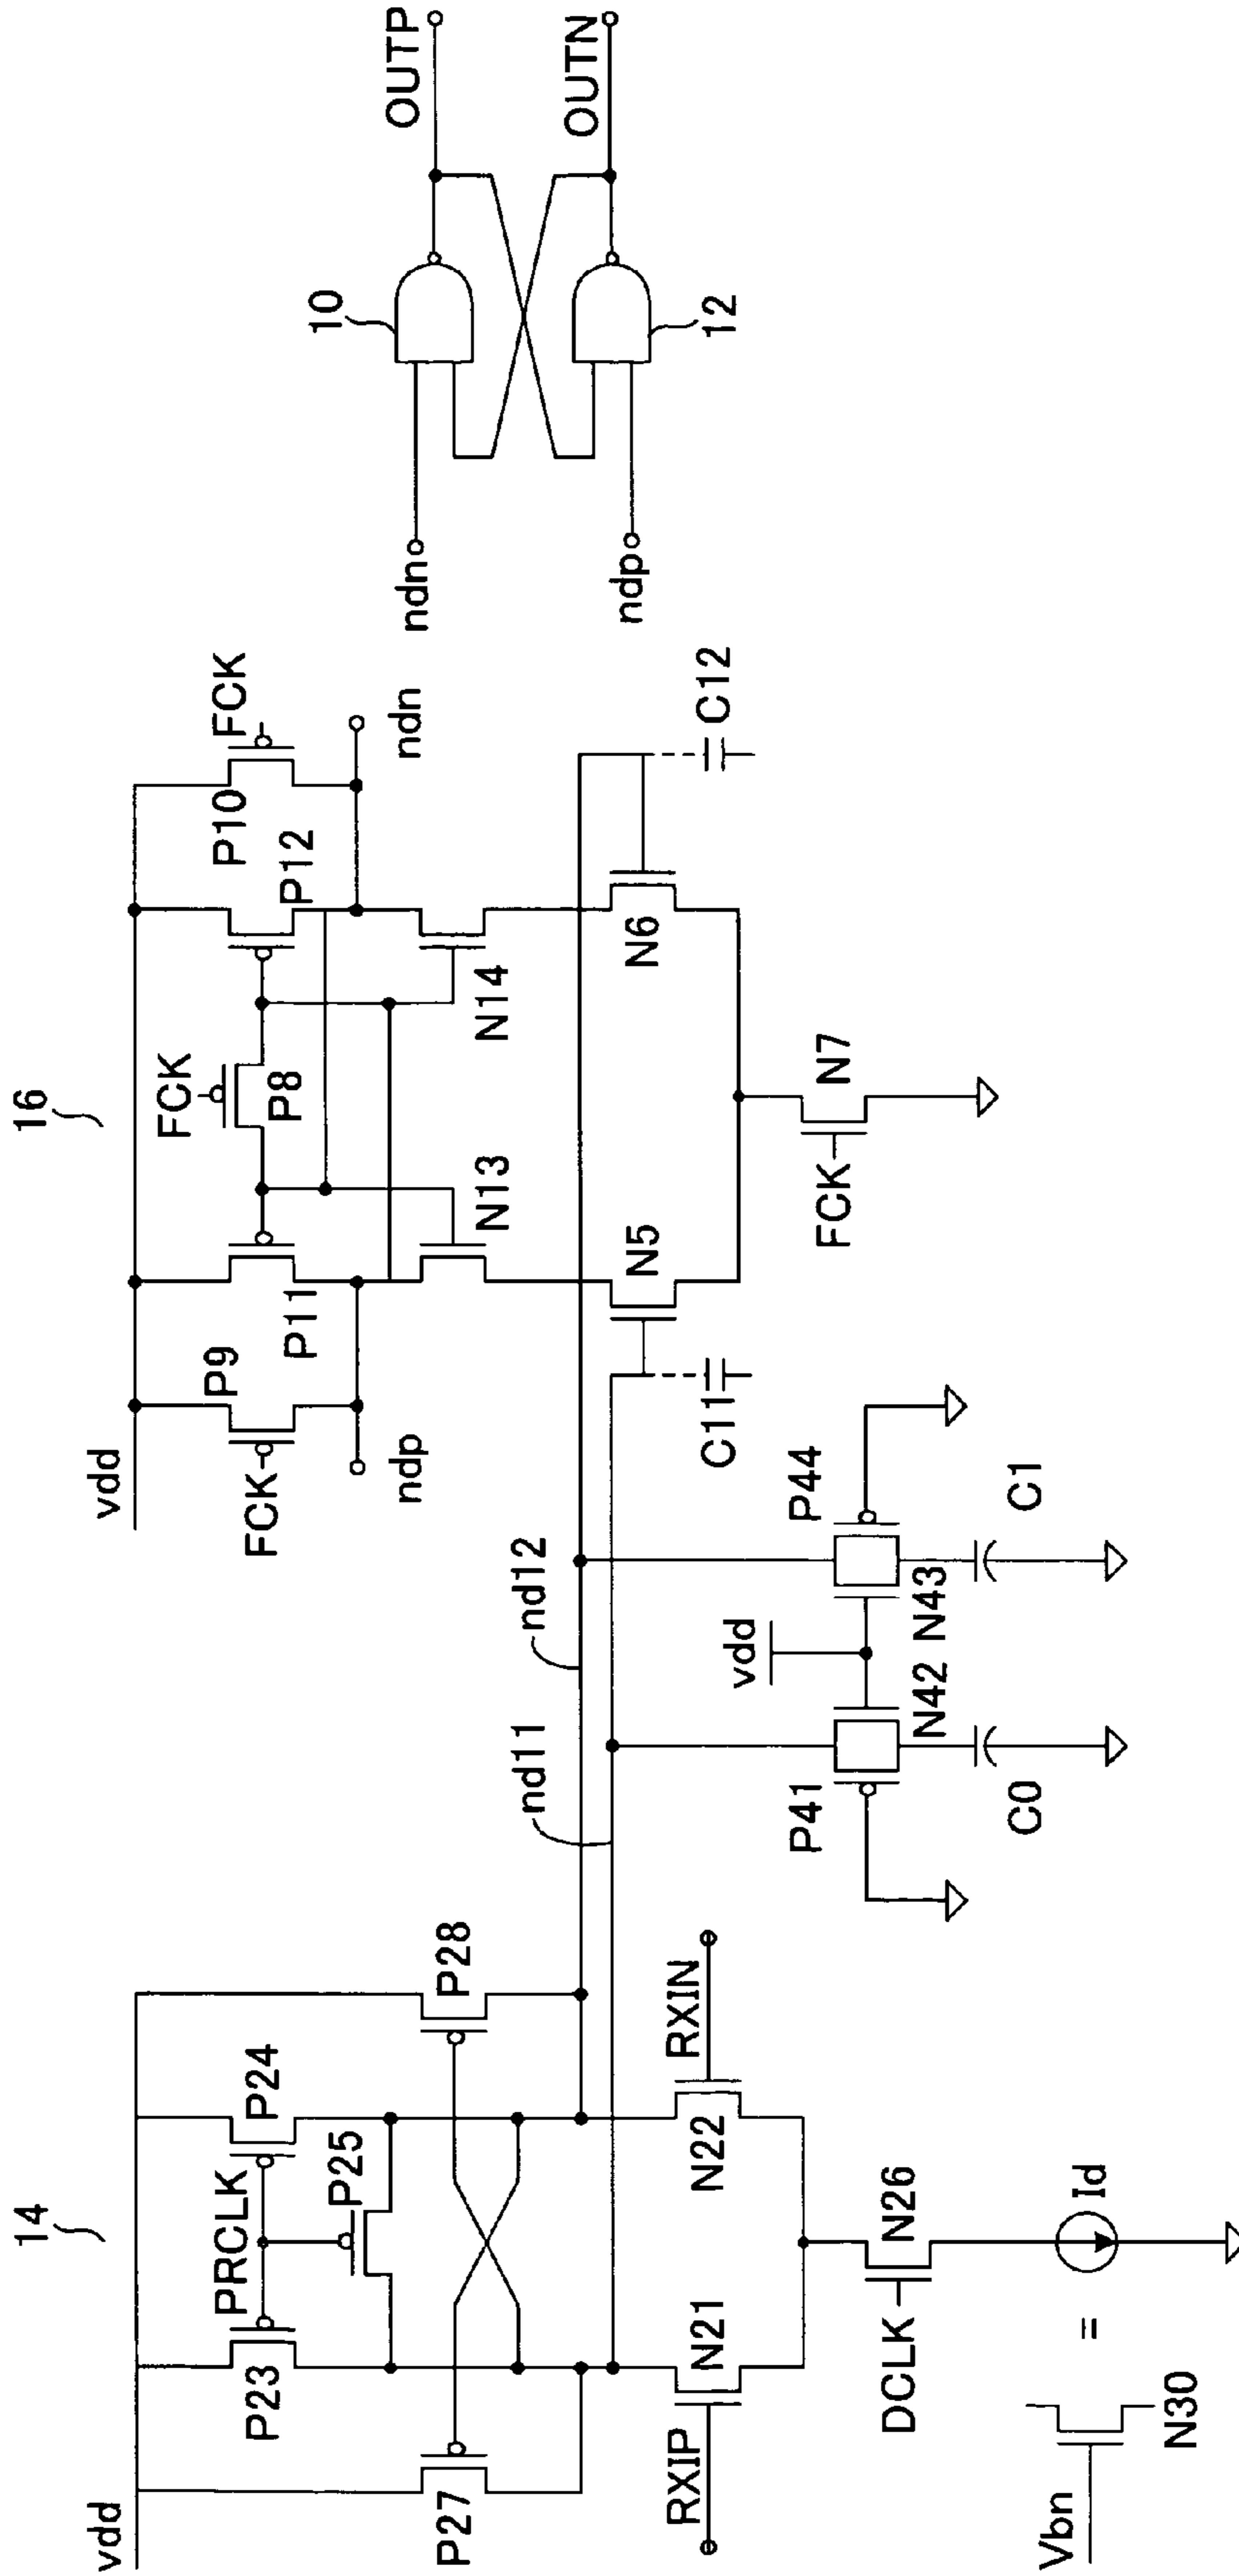 14
vdd
P23
PRCLK
P24
P25
P27
P28
nd11
nd12
RXIP
N21
N22
RXIN
DCLK
N26
Id
=
Vbn
N30
vdd
P41
N42
N43
P44
C0
C1
16
vdd
FCK
P9
P11
FCK
P8
P12
P10
FCK
ndp
ndn
N13
N14
N5
N6
C11
C12
FCK
N7
ndn
10
OUTP
ndp
12
OUTN